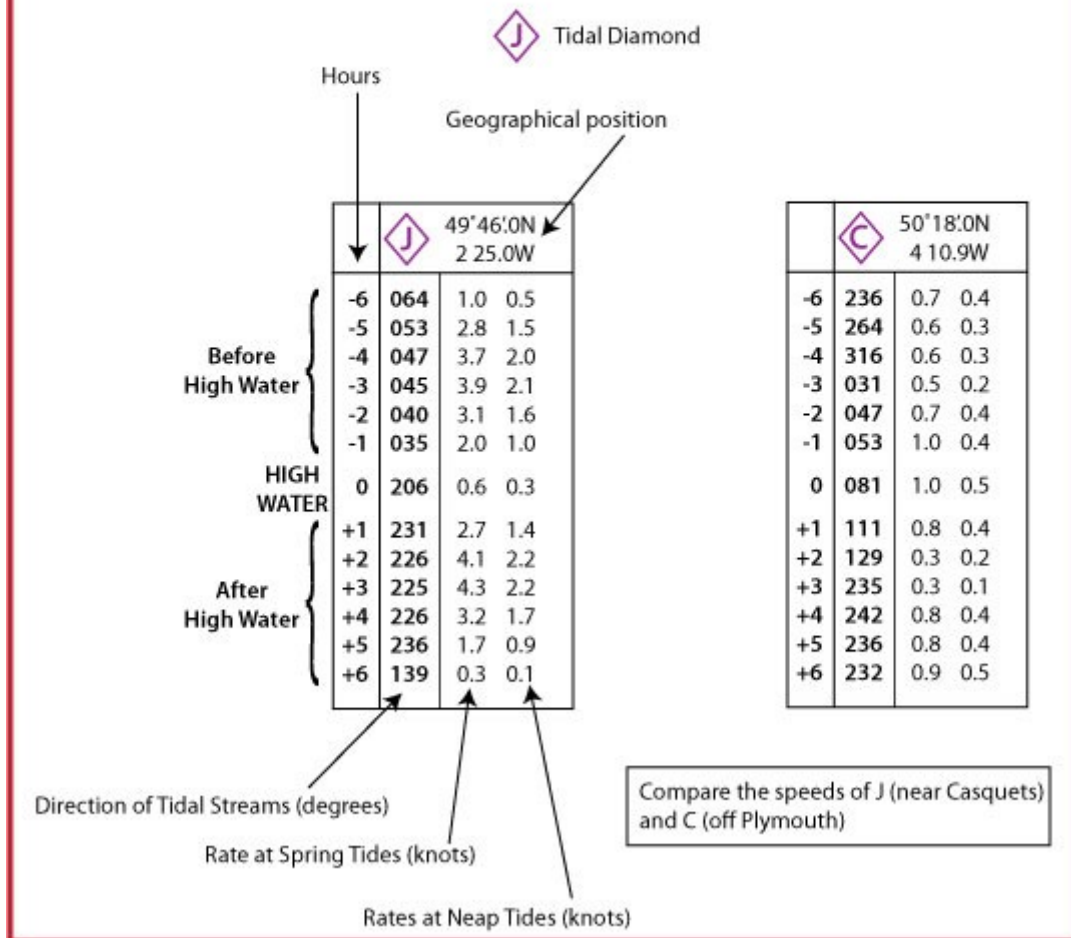 J Tidal Diamond
Hours
Geographical position
J 49°46'.0N
2 25.0W
-6 064 1.0 0.5
-5 053 2.8 1.5
-4 047 3.7 2.0
-3 045 3.9 2.1
-2 040 3.1 1.6
-1 035 2.0 1.0
0 206 0.6 0.3
+1 231 2.7 1.4
+2 226 4.1 2.2
+3 225 4.3 2.2
+4 226 3.2 1.7
+5 236 1.7 0.9
+6 139 0.3 0.1
Before
High Water
HIGH
WATER
After
High Water
C 50°18'.0N
4 10.9W
-6 236 0.7 0.4
-5 264 0.6 0.3
-4 316 0.6 0.3
-3 031 0.5 0.2
-2 047 0.7 0.4
-1 053 1.0 0.4
0 081 1.0 0.5
+1 111 0.8 0.4
+2 129 0.3 0.2
+3 235 0.3 0.1
+4 242 0.8 0.4
+5 236 0.8 0.4
+6 232 0.9 0.5
Direction of Tidal Streams (degrees)
Rate at Spring Tides (knots)
Rates at Neap Tides (knots)
Compare the speeds of J (near Casquets)
and C (off Plymouth)